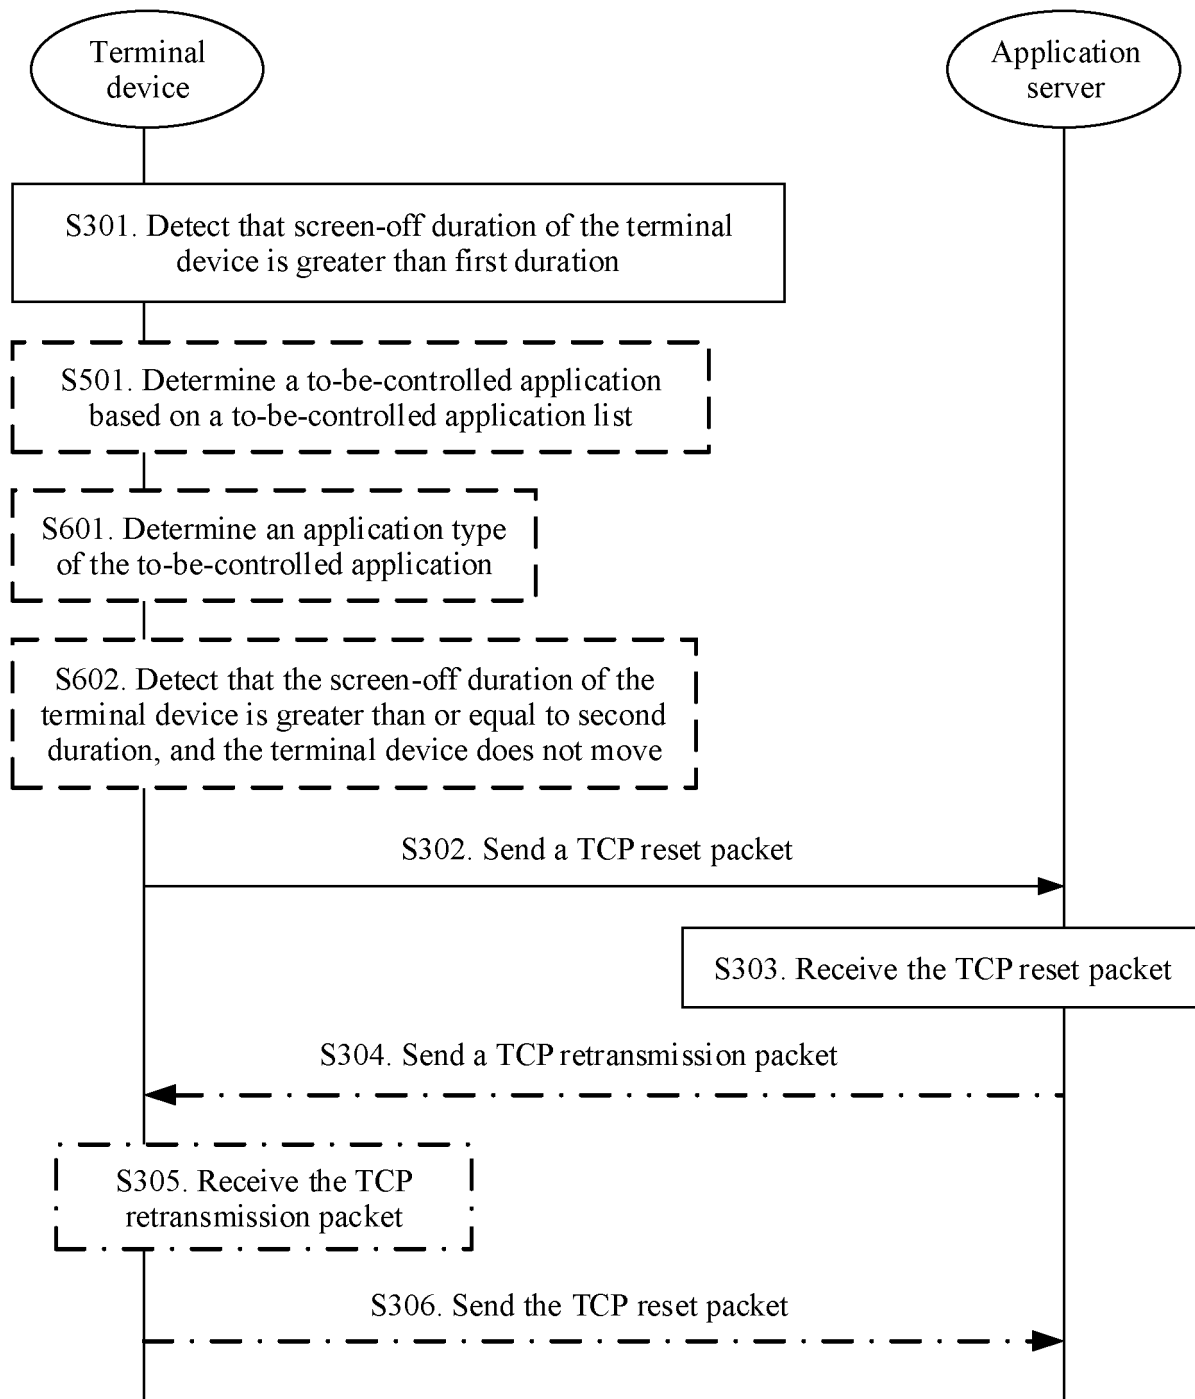 Terminal
device
Application
server
S301. Detect that screen-off duration of the terminal
device is greater than first duration
S501. Determine a to-be-controlled application
based on a to-be-controlled application list
S601. Determine an application type
of the to-be-controlled application
S602. Detect that the screen-off duration of the
terminal device is greater than or equal to second
duration, and the terminal device does not move
S302. Send a TCP reset packet
S303. Receive the TCP reset packet
S304. Send a TCP retransmission packet
S305. Receive the TCP
retransmission packet
S306. Send the TCP reset packet